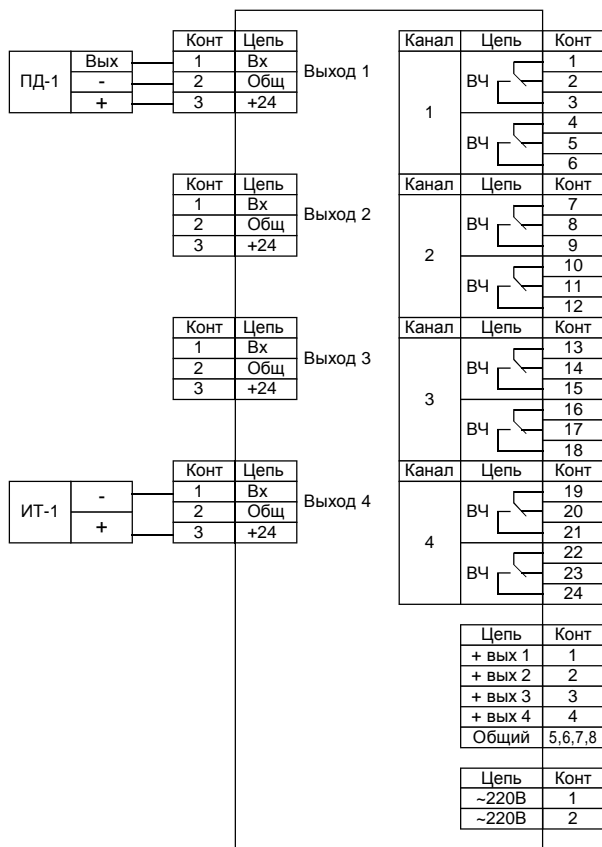 ПД-1
Вых
-
+
Конт Цепь
1 Вх
2 Общ
3 +24
Выход 1
Конт Цепь
1 Вх
2 Общ
3 +24
Выход 2
Конт Цепь
1 Вх
2 Общ
3 +24
Выход 3
ИТ-1
-
+
Конт Цепь
1 Вх
2 Общ
3 +24
Выход 4
Канал Цепь Конт
1
ВЧ
1
2
3
ВЧ
4
5
6
Канал Цепь Конт
2
ВЧ
7
8
9
ВЧ
10
11
12
Канал Цепь Конт
3
ВЧ
13
14
15
ВЧ
16
17
18
Канал Цепь Конт
4
ВЧ
19
20
21
ВЧ
22
23
24
Цепь Конт
+ вых 1 1
+ вых 2 2
+ вых 3 3
+ вых 4 4
Общий 5,6,7,8
Цепь Конт
~220В 1
~220В 2